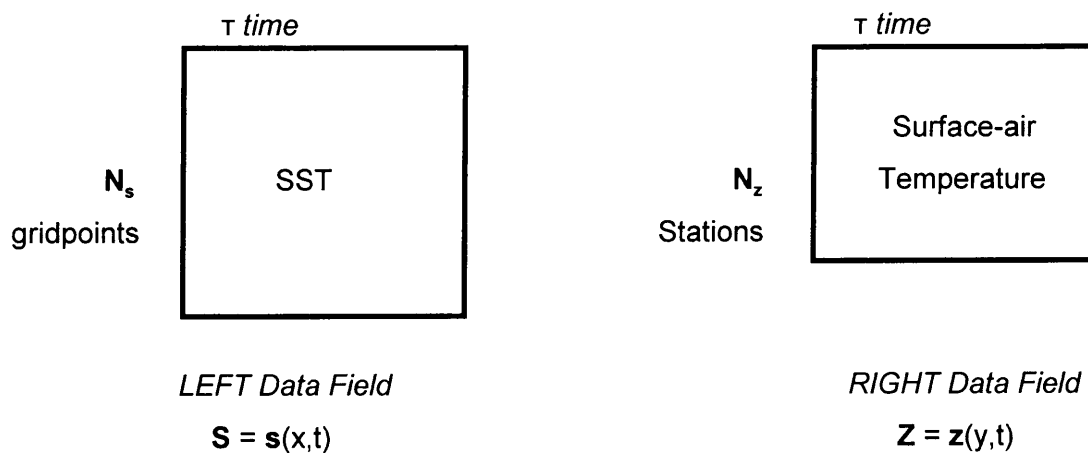 T time
N_s
gridpoints
SST
LEFT Data Field
S = s(x,t)
T time
N_z
Stations
Surface-air
Temperature
RIGHT Data Field
Z = z(y,t)